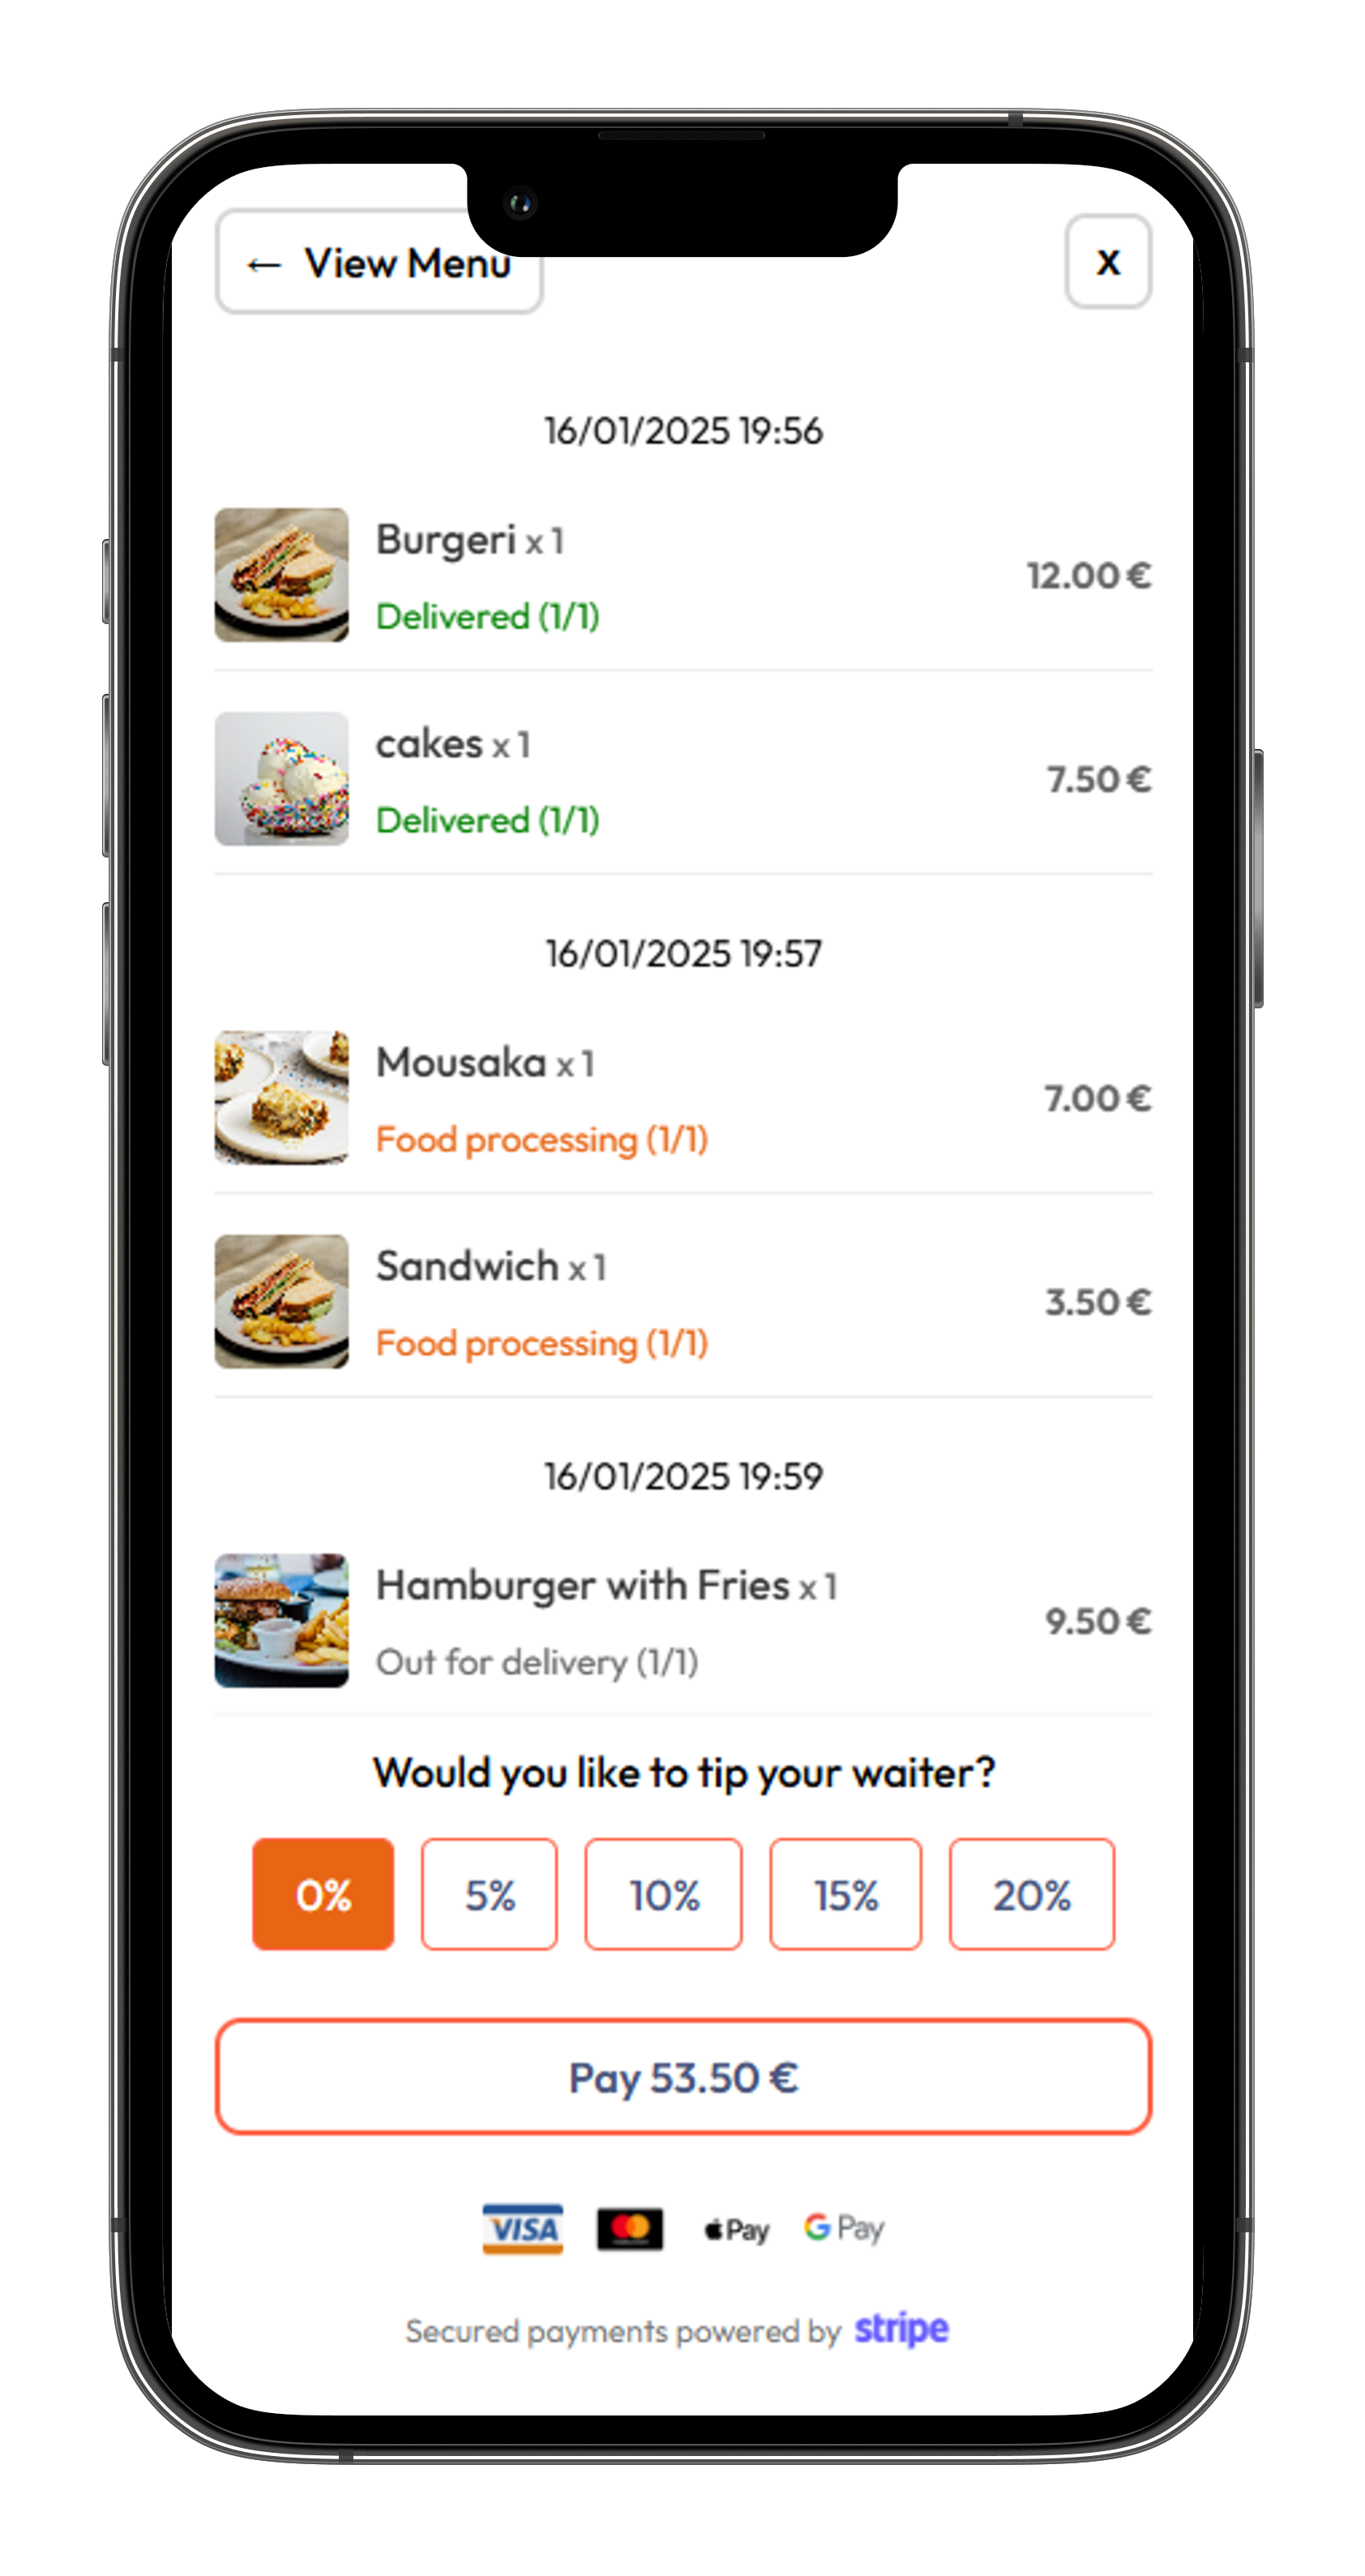 ← View Menu
X
16/01/2025 19:56
Burgeri x 1
12.00 €
Delivered (1/1)
cakes x 1
7.50 €
Delivered (1/1)
16/01/2025 19:57
Mousaka x 1
7.00 €
Food processing (1/1)
Sandwich x 1
3.50 €
Food processing (1/1)
16/01/2025 19:59
Hamburger with Fries x 1
9.50 €
Out for delivery (1/1)
Would you like to tip your waiter?
0% 5% 10% 15% 20%
Pay 53.50 €
VISA Pay G Pay
Secured payments powered by stripe